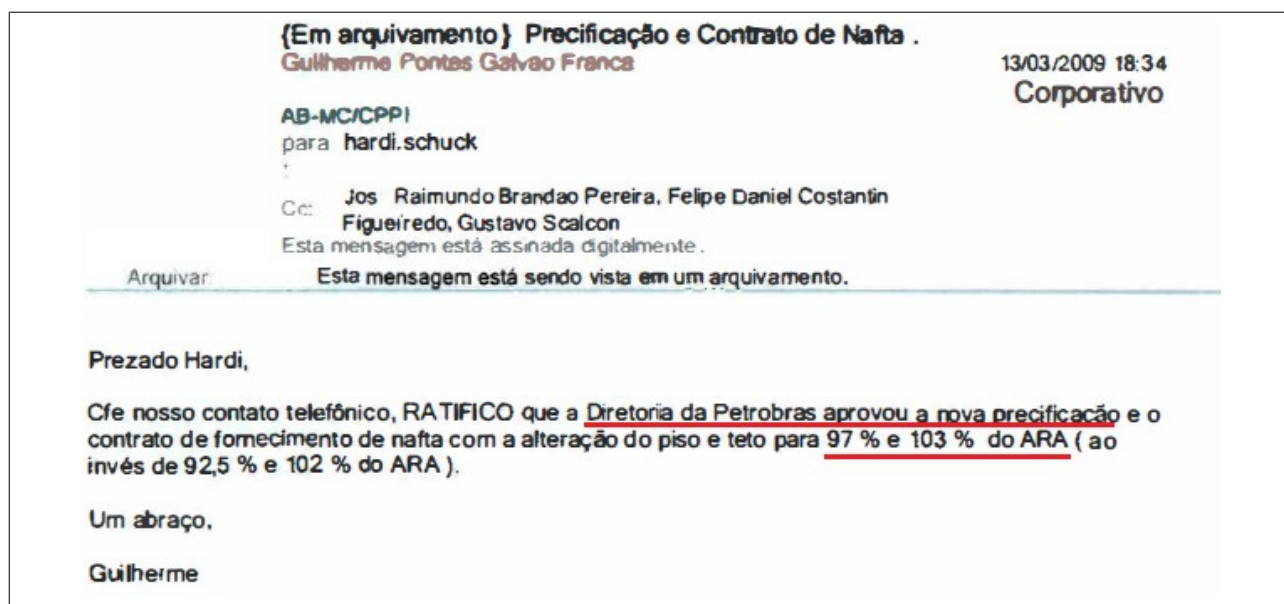 {Em arquivamento} Precificação e Contrato de Nafta .
Guilherme Pontes Galvao Franca
13/03/2009 18:34
Corporativo
AB-MC/CPPI
para hardi.schuck
:
Cc: Jos Raimundo Brandao Pereira, Felipe Daniel Costantin
Figueiredo, Gustavo Scalcon
Esta mensagem está assinada digitalmente.
Arquivar: Esta mensagem está sendo vista em um arquivamento.
Prezado Hardi,
Cfe nosso contato telefônico, RATIFICO que a Diretoria da Petrobras aprovou a nova precificação e o
contrato de fornecimento de nafta com a alteração do piso e teto para 97 % e 103 % do ARA ( ao
invés de 92,5 % e 102 % do ARA ).
Um abraço,
Guilherme